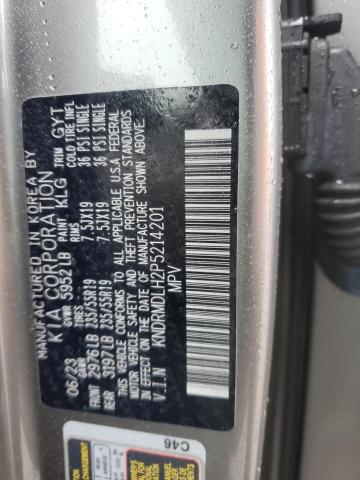 MANUFACTURED IN KOREA BY
KIA CORPORATION
06/23 GVWR 5952LB PAINT KLG TRIM GYT
GAWR TIRES RIMS COLD TIRE INFL
FRONT 2976LB 235/55R19 7.5JX19 36 PSI SINGLE
REAR 3197LB 235/55R19 7.5JX19 36 PSI SINGLE
THIS VEHICLE CONFORMS TO ALL APPLICABLE U.S.A FEDERAL
MOTOR VEHICLE SAFETY AND THEFT PREVENTION STANDARDS
IN EFFECT ON THE DATE OF MANUFACTURE SHOWN ABOVE.
V.I.N KNDRMDLH2P5214201
MPV
C46